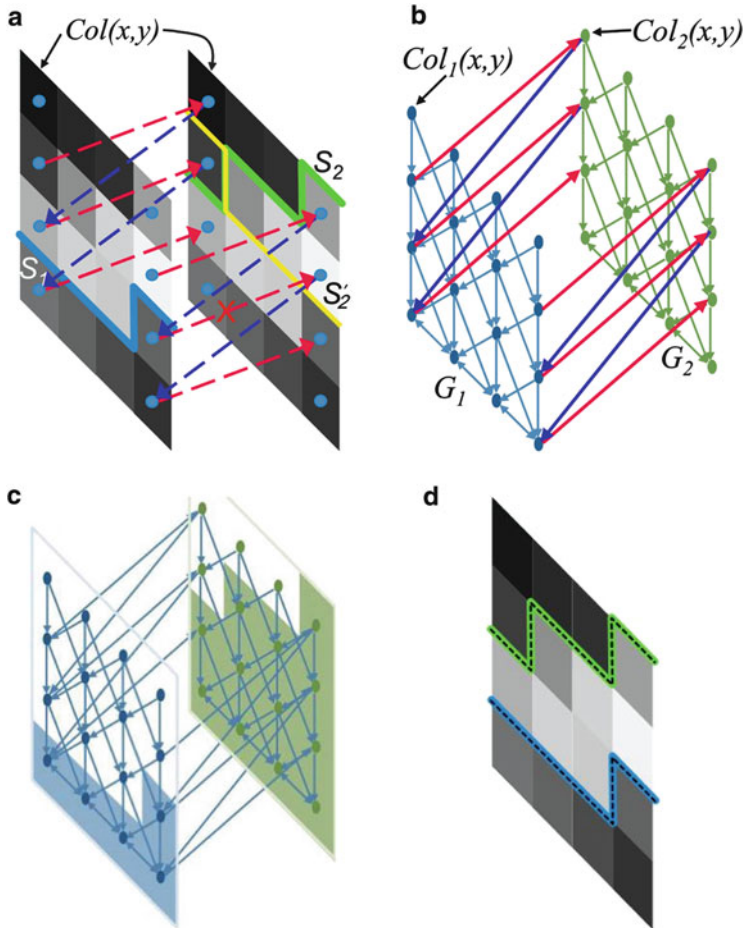 a
Col(x,y)
S2
S1
S2'
X
b
Col1(x,y)
Col2(x,y)
G1
G2
c
d